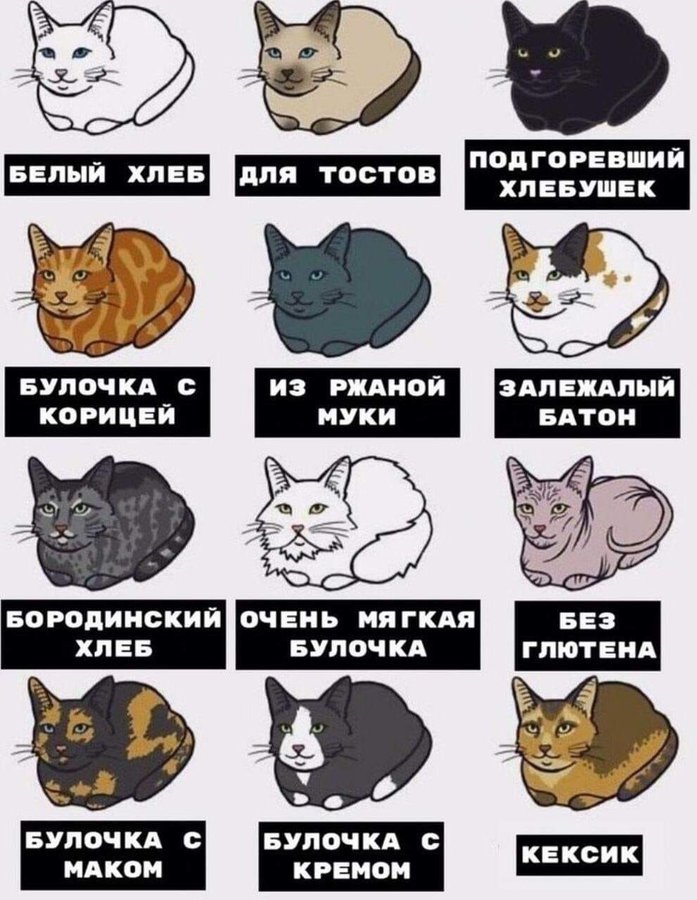 БЕЛЫЙ ХЛЕБ
ДЛЯ ТОСТОВ
ПОДГОРЕВШИЙ
ХЛЕБУШЕК
БУЛОЧКА С
КОРИЦЕЙ
ИЗ РЖАНОЙ
МУКИ
ЗАЛЕЖАЛЫЙ
БАТОН
БОРОДИНСКИЙ
ХЛЕБ
ОЧЕНЬ МЯГКАЯ
БУЛОЧКА
БЕЗ
ГЛЮТЕНА
БУЛОЧКА С
МАКОМ
БУЛОЧКА С
КРЕМОМ
КЕКСИК